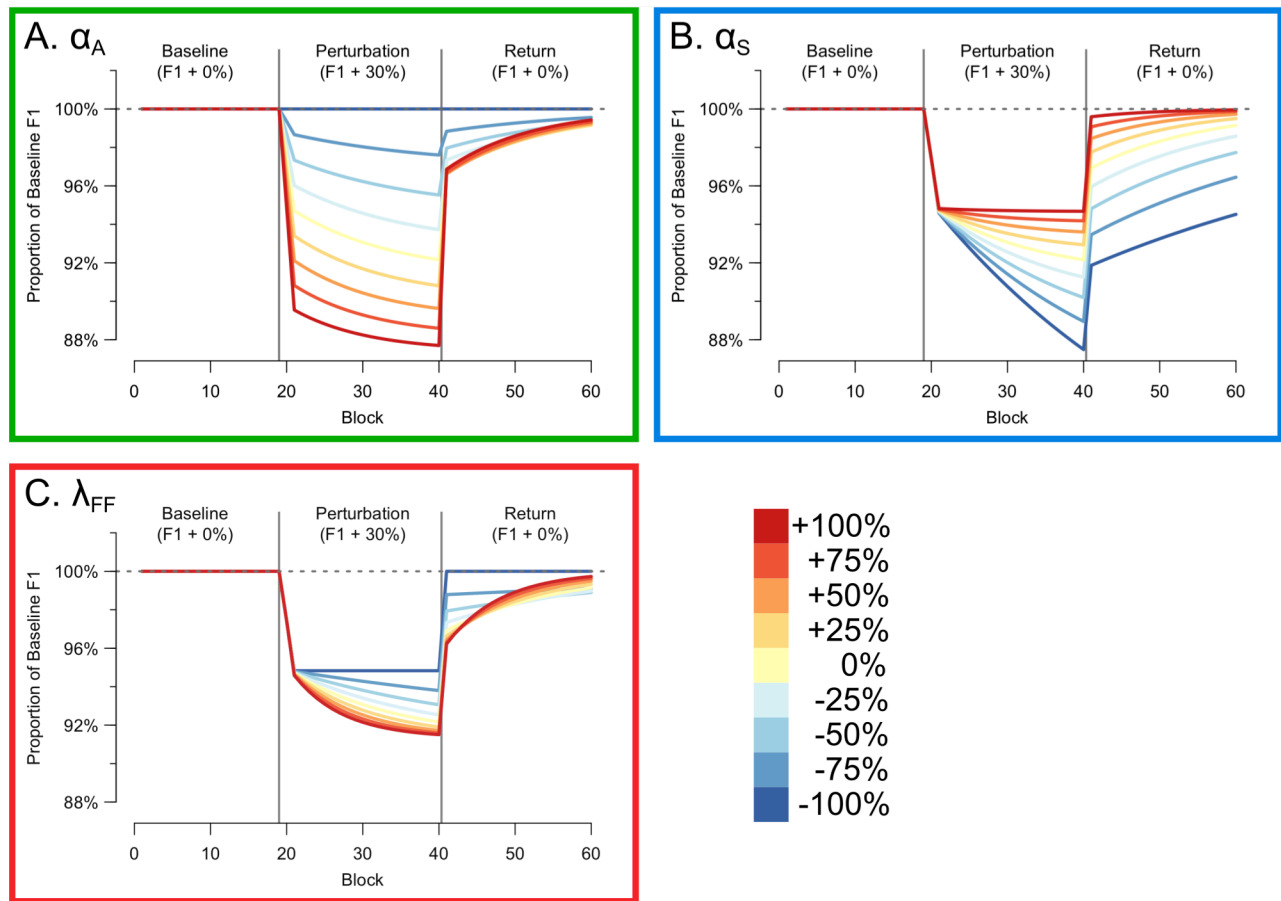 A. αA
Baseline
(F1 + 0%)
Perturbation
(F1 + 30%)
Return
(F1 + 0%)
Proportion of Baseline F1
100%
96%
92%
88%
0 10 20 30 40 50 60
Block
B. αS
Baseline
(F1 + 0%)
Perturbation
(F1 + 30%)
Return
(F1 + 0%)
Proportion of Baseline F1
100%
96%
92%
88%
0 10 20 30 40 50 60
Block
C. λFF
Baseline
(F1 + 0%)
Perturbation
(F1 + 30%)
Return
(F1 + 0%)
Proportion of Baseline F1
100%
96%
92%
88%
0 10 20 30 40 50 60
Block
+100%
+75%
+50%
+25%
0%
-25%
-50%
-75%
-100%